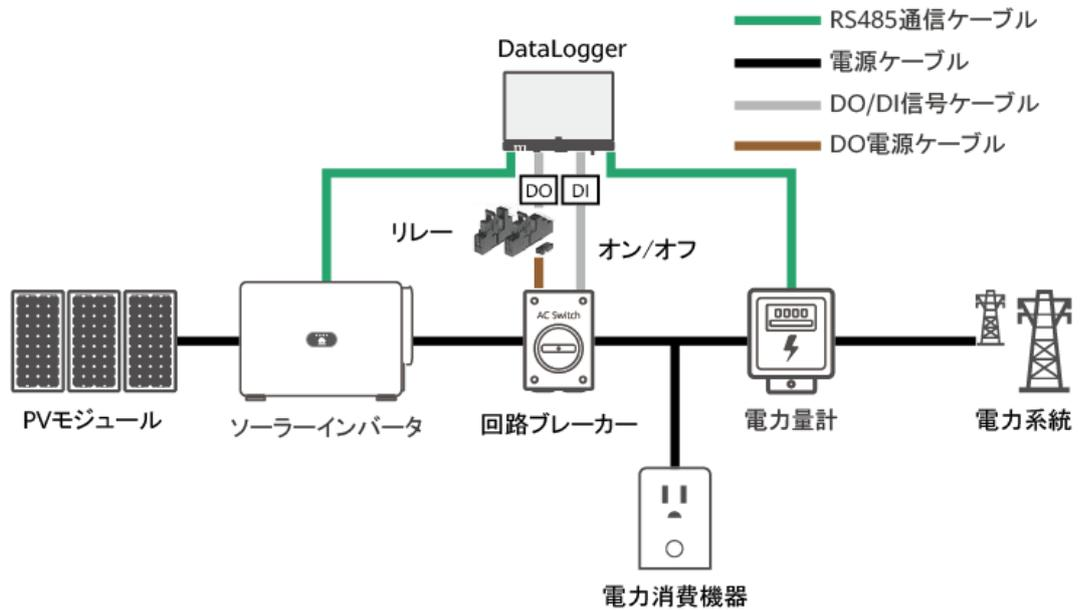 RS485通信ケーブル
DataLogger
電源ケーブル
DO/DI信号ケーブル
DO電源ケーブル
DO
DI
リレー
オン/オフ
AC Switch
0000
PVモジュール
ソーラーインバータ
回路ブレーカー
電力量計
電力系統
電力消費機器